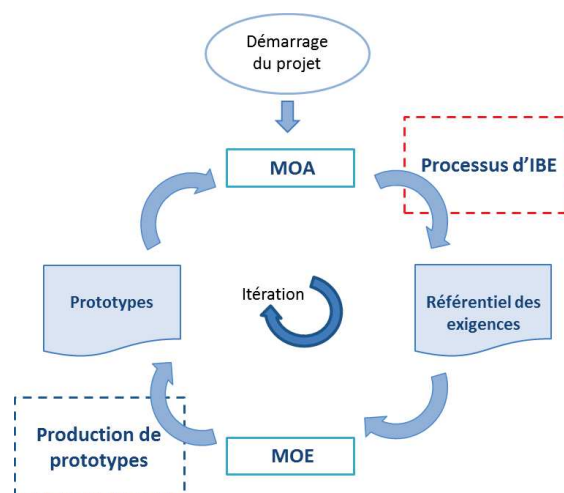 Démarrage
du projet
MOA
Processus d'IBE
Prototypes
Itération
Référentiel des
exigences
Production de
prototypes
MOE